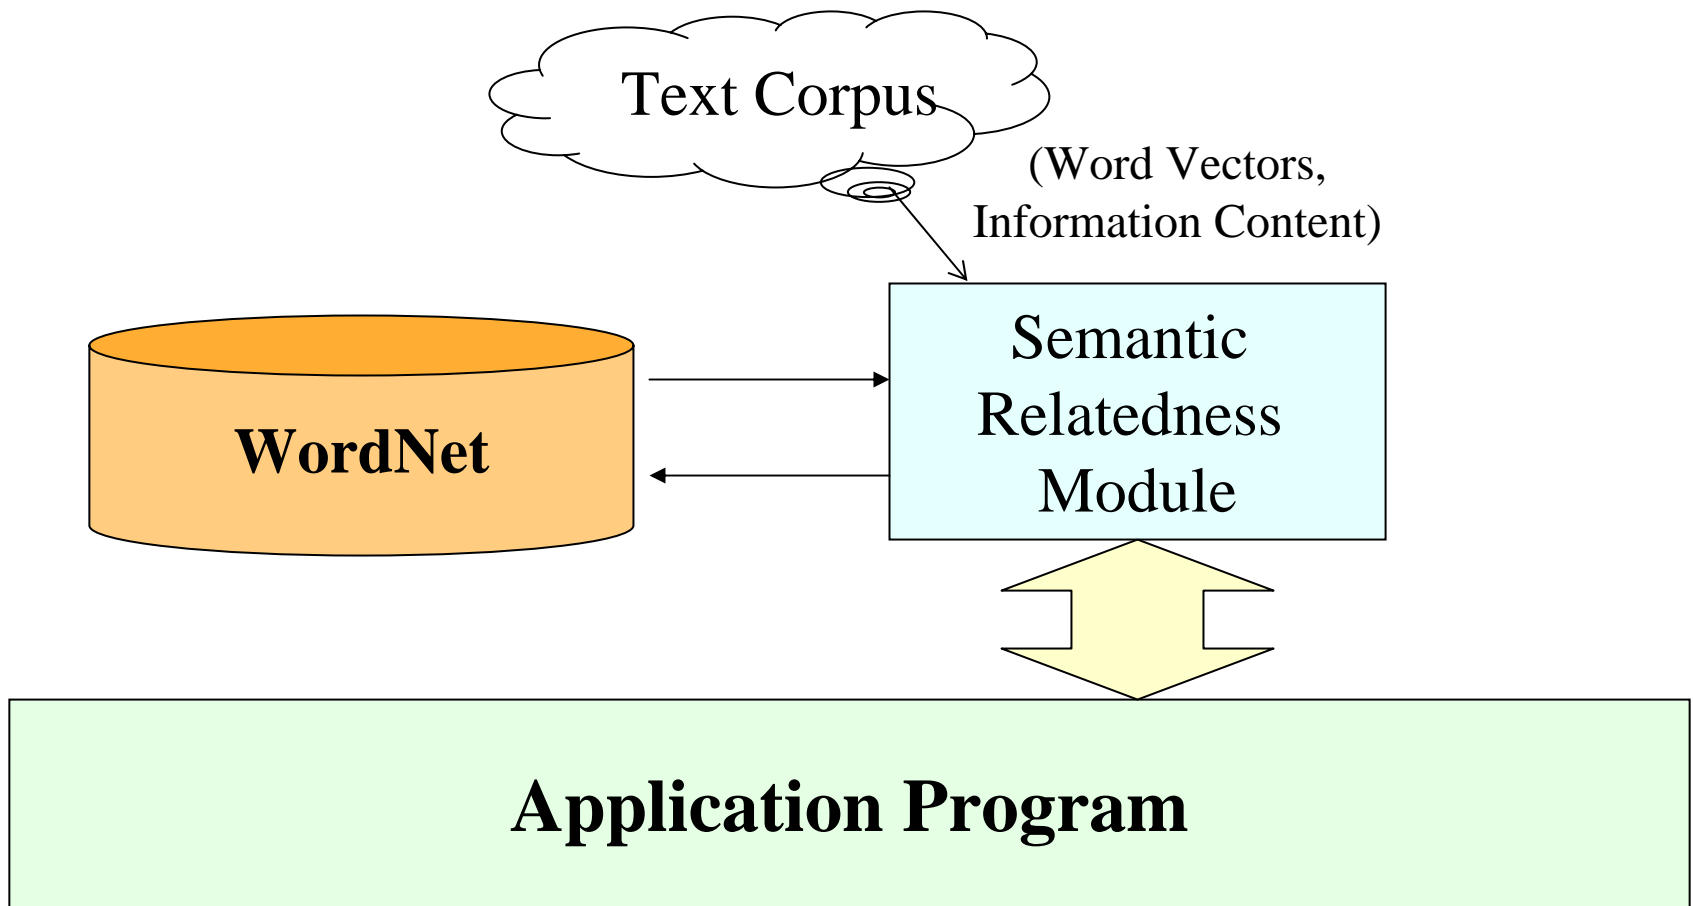 Text Corpus
(Word Vectors,
Information Content)
Semantic
Relatedness
Module
WordNet
Application Program